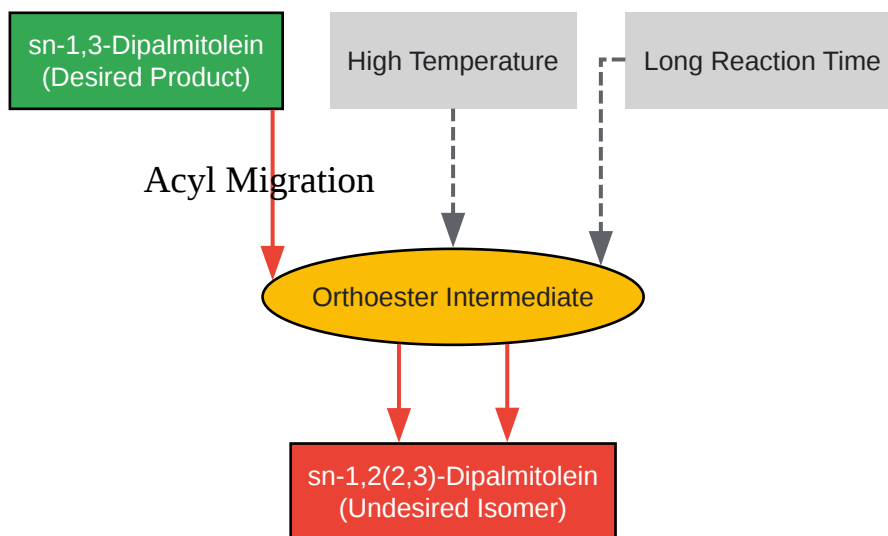 sn-1,3-Dipalmitolein
(Desired Product)
High Temperature
Long Reaction Time
Acyl Migration
Orthoester Intermediate
sn-1,2(2,3)-Dipalmitolein
(Undesired Isomer)